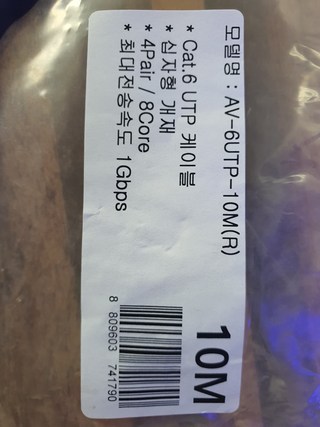 모델명 : AV-6UTP-10M(R)
* Cat.6 UTP 케이블
* 십자형 개재
* 4Pair / 8Core
* 최대전송속도 1Gbps
10M
8 809603 741790